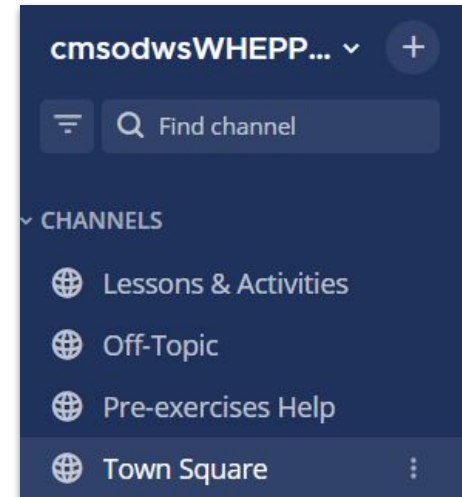 cmsodwsWHEPP...
Find channel
CHANNELS
Lessons & Activities
Off-Topic
Pre-exercises Help
Town Square